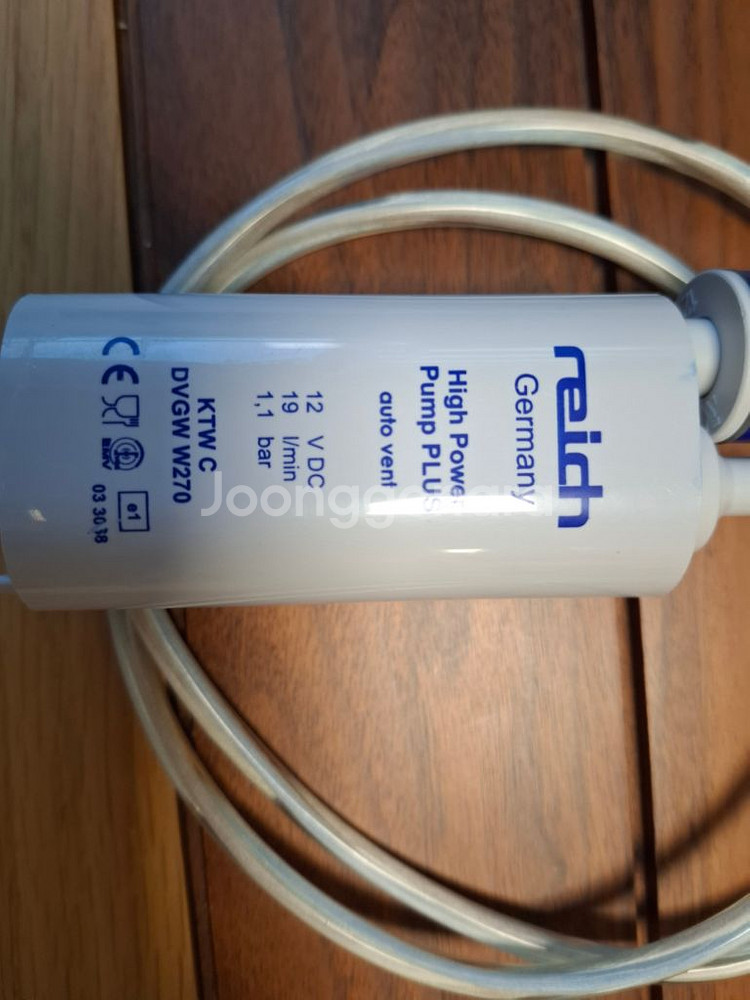 reich
Germany
High Power
Pump PLUS
auto vent
12 V DC
19 l/min
1,1 bar
KTW C
DVGW W270
CE
e1
03 30 18